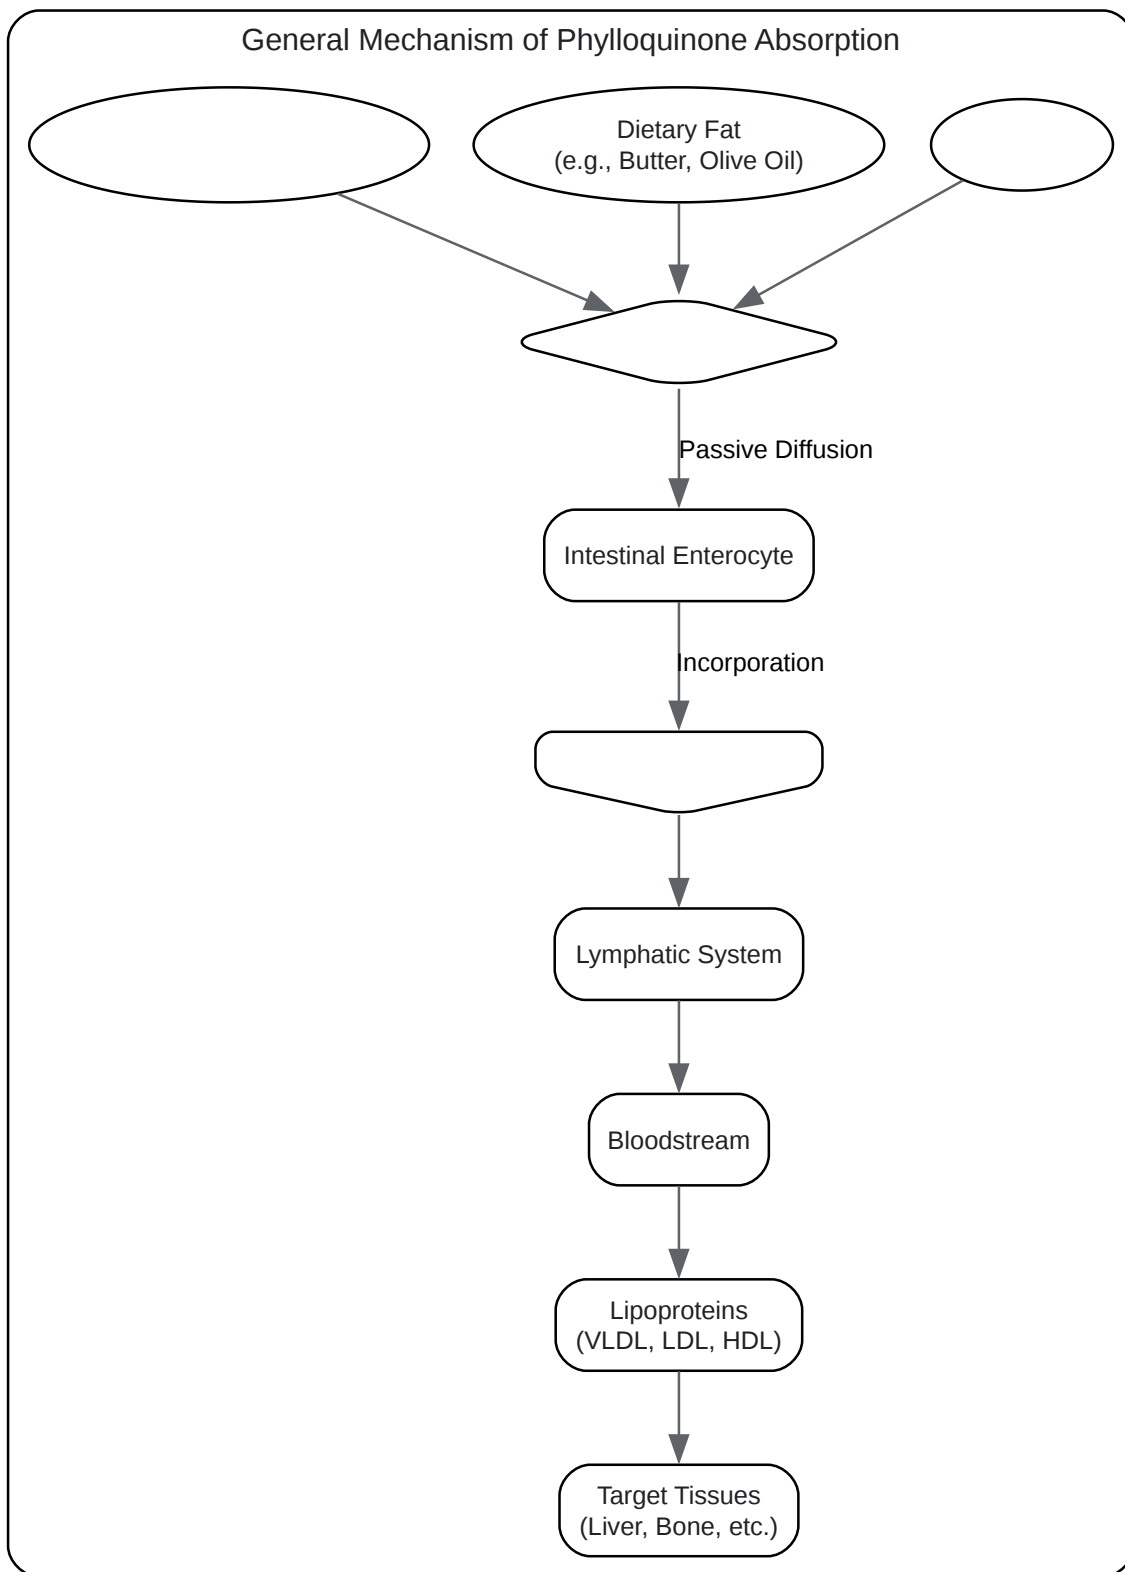 General Mechanism of Phylloquinone Absorption
Dietary Fat
(e.g., Butter, Olive Oil)
Passive Diffusion
Intestinal Enterocyte
Incorporation
Lymphatic System
Bloodstream
Lipoproteins
(VLDL, LDL, HDL)
Target Tissues
(Liver, Bone, etc.)